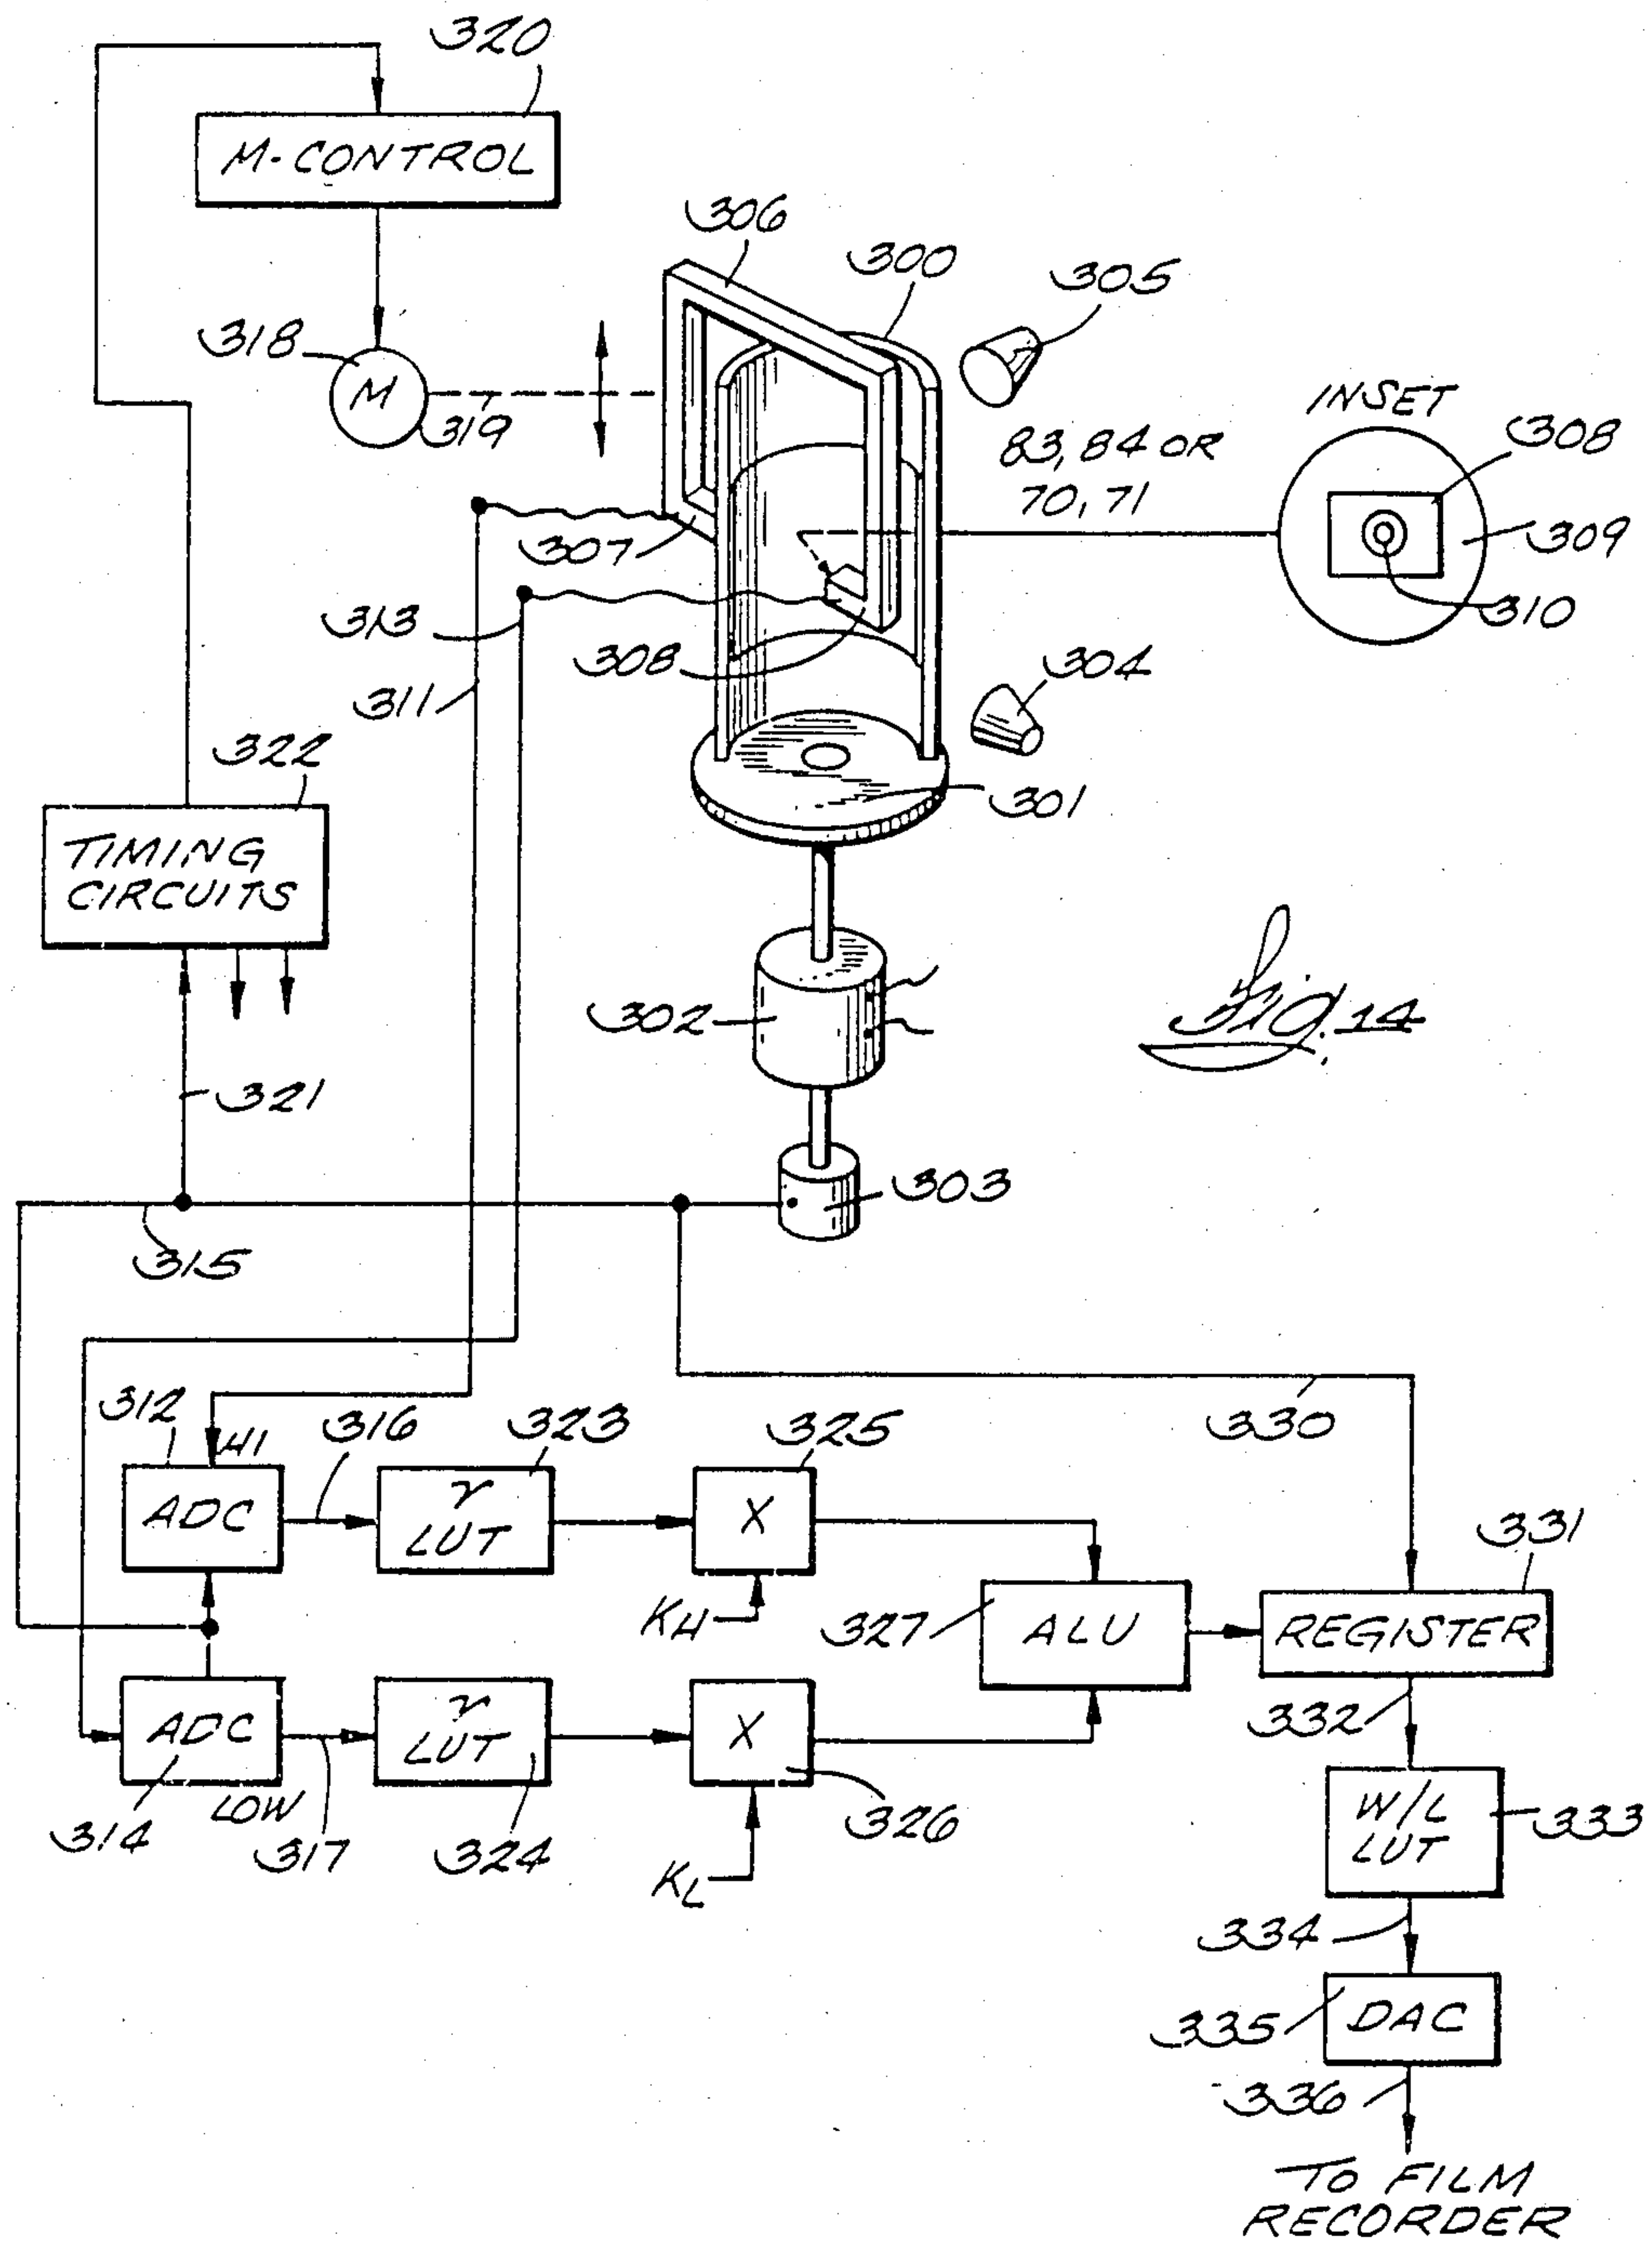 320
M-CONTROL
306
300
305
318
M
319
INSET
308
83, 84 OR
70, 71
307
309
313
310
308
304
311
322
301
TIMING
CIRCUITS
302
Fig. 14
321
303
315
312
HI
316
323
325
330
ADC
γ
LUT
X
331
KH
327
ALU
REGISTER
ADC
γ
LUT
X
332
LOW
314
317
324
326
W/L
LUT
333
KL
334
335
DAC
336
TO FILM
RECORDER